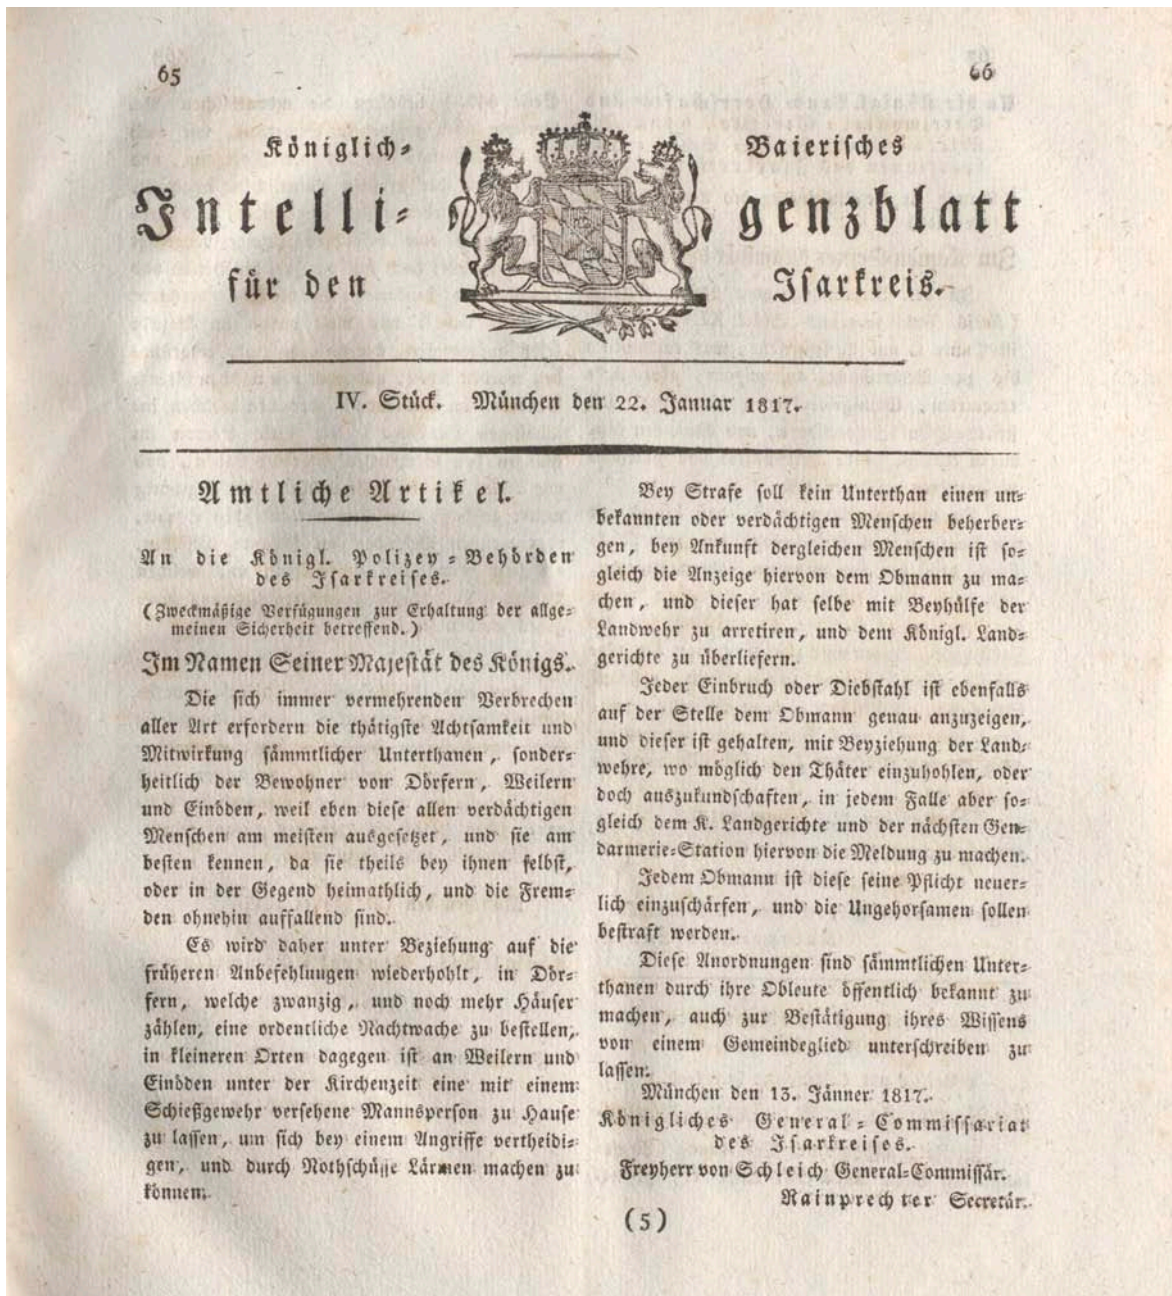 65
66
Königlich-
Baierisches
Intelli-
genzblatt
für den
Isarkreis.
IV. Stück. München den 22. Januar 1817.
Amtliche Artikel.
An die Königl. Polizey-Behörden
des Isarkreises.
(Zweckmäßige Verfügungen zur Erhaltung der allge-
meinen Sicherheit betreffend.)
Im Namen Seiner Majestät des Königs.
Die sich immer vermehrenden Verbrechen
aller Art erfordern die thätigste Achtsamkeit und
Mitwirkung sämmtlicher Unterthanen, sonder-
heitlich der Bewohner von Dörfern, Weilern
und Einöden, weil eben diese allen verdächtigen
Menschen am meisten ausgesetzet, und sie am
besten kennen, da sie theils bey ihnen selbst,
oder in der Gegend heimathlich, und die Frem-
den ohnehin auffallend sind.
Es wird daher unter Beziehung auf die
früheren Anbefehlungen wiederhohlt, in Dör-
fern, welche zwanzig, und noch mehr Häuser
zählen, eine ordentliche Nachtwache zu bestellen,
in kleineren Orten dagegen ist an Weilern und
Einöden unter der Kirchenzeit eine mit einem
Schießgewehr versehene Mannsperson zu Hause
zu lassen, um sich bey einem Angriffe vertheidi-
gen, und durch Nothschüsse Lärmen machen zu
können.
Bey Strafe soll kein Unterthan einen un-
bekannten oder verdächtigen Menschen beherber-
gen, bey Ankunft dergleichen Menschen ist so-
gleich die Anzeige hiervon dem Obmann zu ma-
chen, und dieser hat selbe mit Beyhülfe der
Landwehr zu arretiren, und dem Königl. Land-
gerichte zu überliefern.
Jeder Einbruch oder Diebstahl ist ebenfalls
auf der Stelle dem Obmann genau anzuzeigen,
und dieser ist gehalten, mit Beyziehung der Land-
wehre, wo möglich den Thäter einzuhohlen, oder
doch auszukundschaften, in jedem Falle aber so-
gleich dem K. Landgerichte und der nächsten Gen-
darmerie-Station hiervon die Meldung zu machen.
Jedem Obmann ist diese seine Pflicht neuer-
lich einzuschärfen, und die Ungehorsamen sollen
bestraft werden.
Diese Anordnungen sind sämmtlichen Unter-
thanen durch ihre Obleute öffentlich bekannt zu
machen, auch zur Bestätigung ihres Wissens
von einem Gemeindeglied unterschreiben zu
lassen.
München den 13. Jänner 1817.
Königliches General-Commissariat
des Isarkreises.
Freyherr von Schleich General-Commissär.
Rainprechter Secretär.
(5)